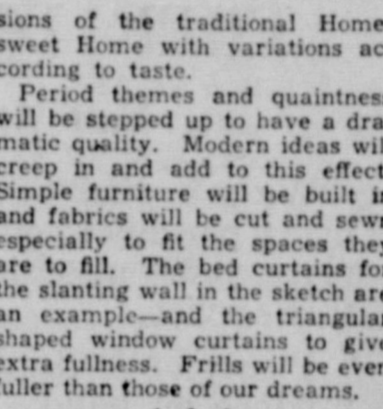 sions of the traditional Home
sweet Home with variations ac
cording to taste.
Period themes and quaintnes
will be stepped up to have a dra
matic quality. Modern ideas wil
creep in and add to this effect
Simple furniture will be built i
and fabrics will be cut and sewn
especially to fit the spaces they
are to fill. The bed curtains for
the slanting wall in the sketch are
an example—and the triangular
shaped window curtains to give
extra fullness. Frills will be even
fuller than those of our dreams.